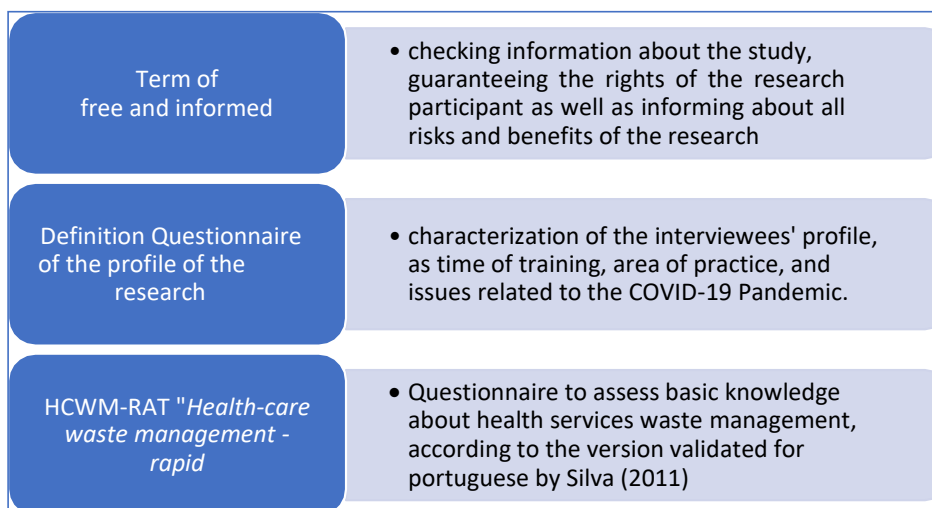 Term of
free and informed
• checking information about the study,
guaranteeing the rights of the research
participant as well as informing about all
risks and benefits of the research
Definition Questionnaire
of the profile of the
research
• characterization of the interviewees' profile,
as time of training, area of practice, and
issues related to the COVID-19 Pandemic.
HCWM-RAT "Health-care
waste management -
rapid
• Questionnaire to assess basic knowledge
about health services waste management,
according to the version validated for
portuguese by Silva (2011)